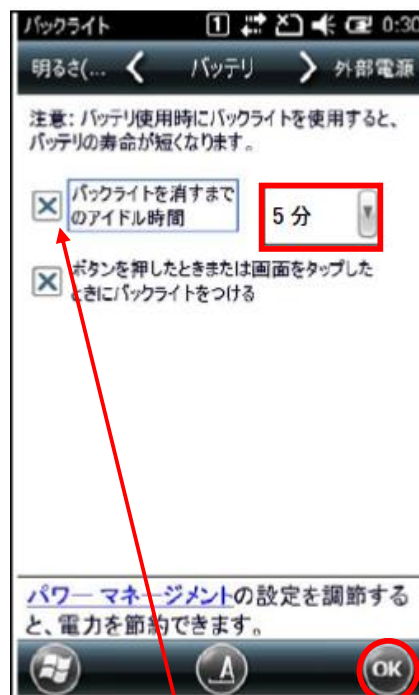 バックライト 1 0:30
明るさ(... バッテリ 外部電源
注意: バッテリ使用時にバックライトを使用すると、
バッテリの寿命が短くなります。
バックライトを消すまで
のアイドル時間
5 分
ボタンを押したときまたは画面をタップした
ときにバックライトをつける
パワー マネージメントの設定を調節する
と、電力を節約できます。
A OK